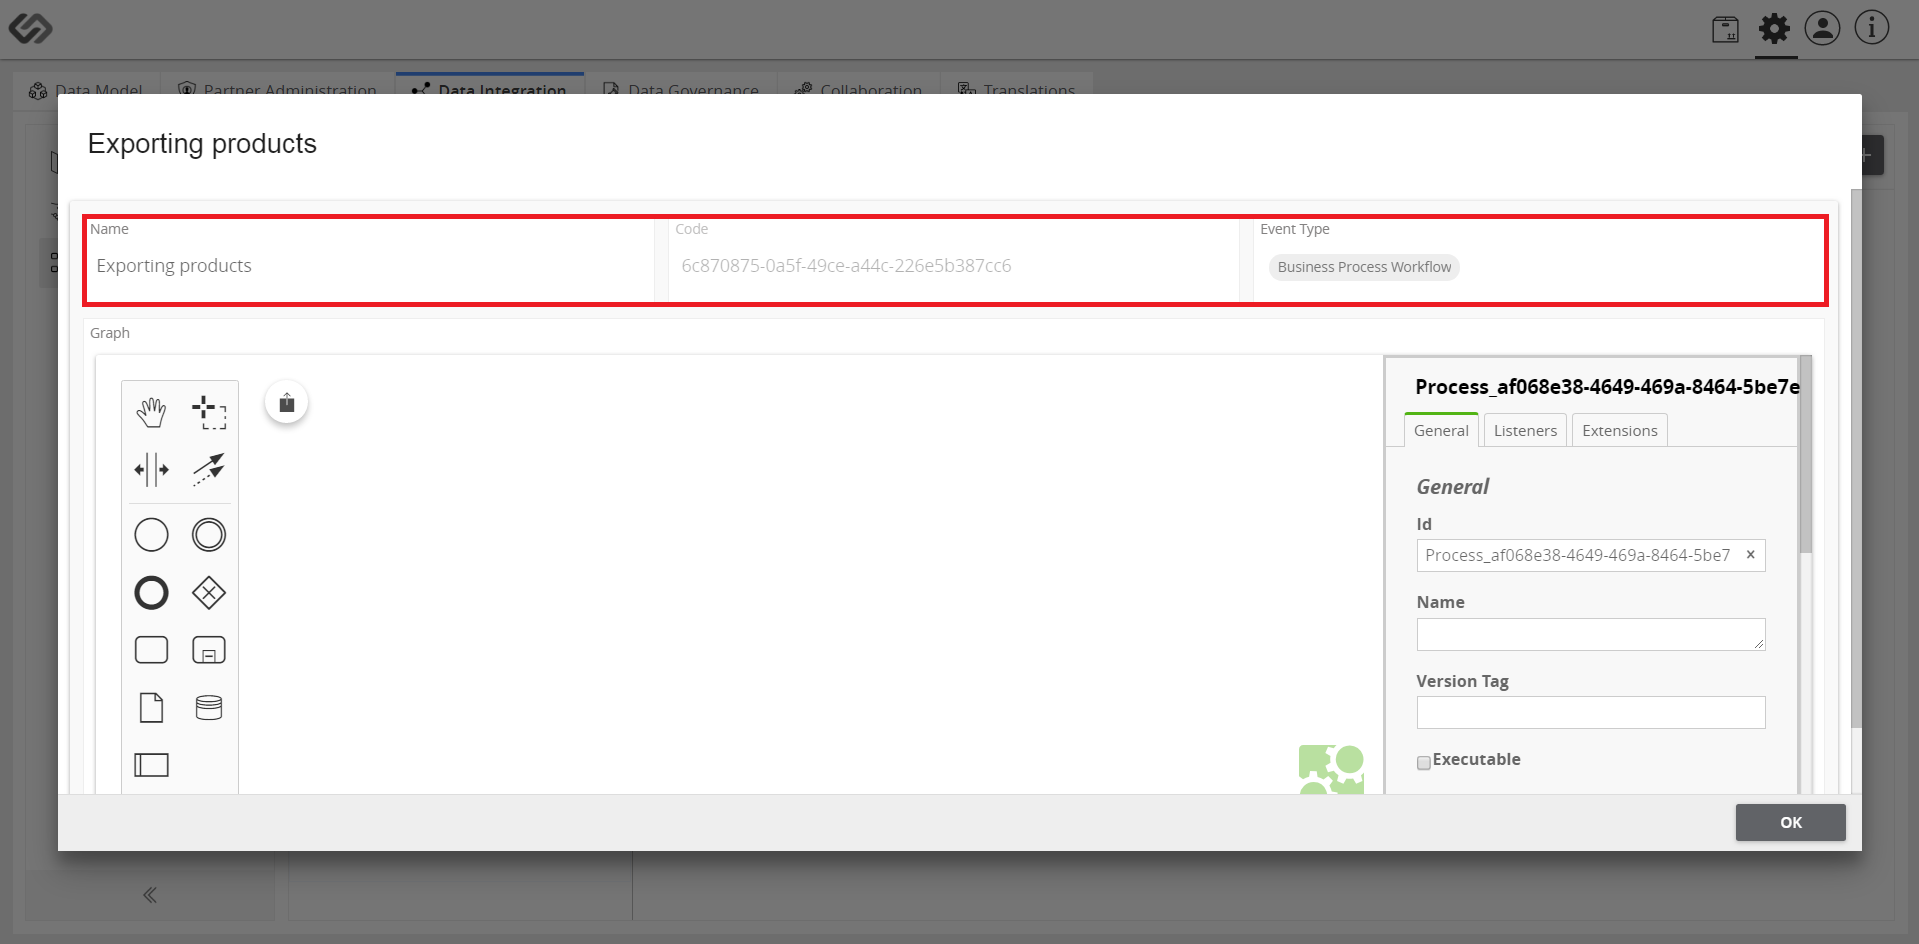 Data Model
Partner Administration
Data Integration
Data Governance
Collaboration
Translations
Exporting products
Name
Code
Event Type
Exporting products
6c870875-0a5f-49ce-a44c-226e5b387cc6
Business Process Workflow
Graph
Process_af068e38-4649-469a-8464-5be7e
General
Listeners
Extensions
General
Id
Process_af068e38-4649-469a-8464-5be7
Name
Version Tag
Executable
OK